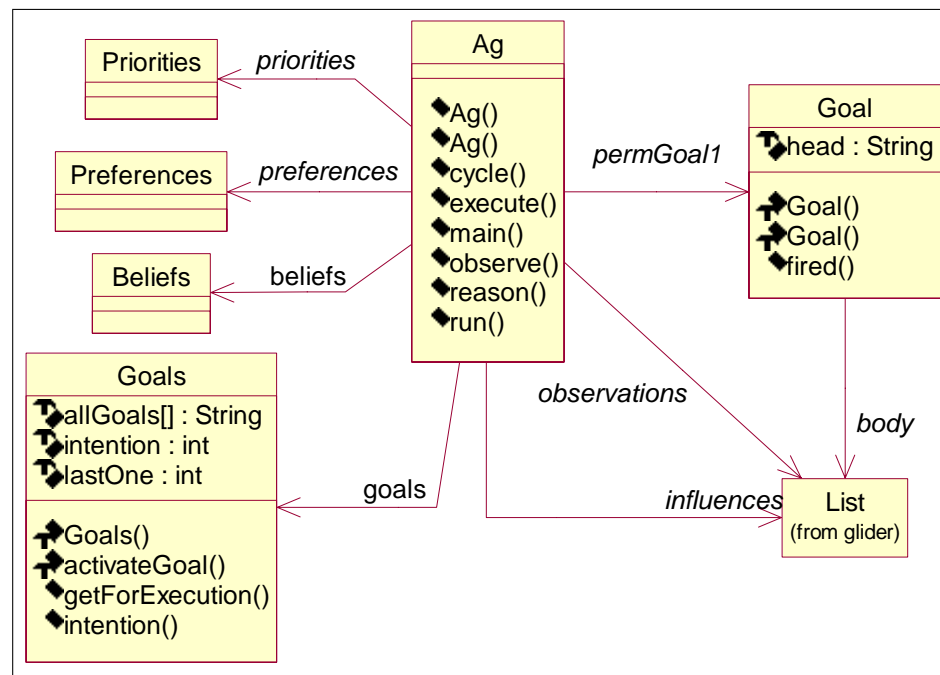 Priorities
priorities
Preferences
preferences
Beliefs
beliefs
Ag
Ag()
Ag()
cycle()
execute()
main()
observe()
reason()
run()
permGoal1
Goal
head : String
Goal()
Goal()
fired()
Goals
allGoals[] : String
intention : int
lastOne : int
Goals()
activateGoal()
getForExecution()
intention()
goals
observations
influences
body
List
(from glider)